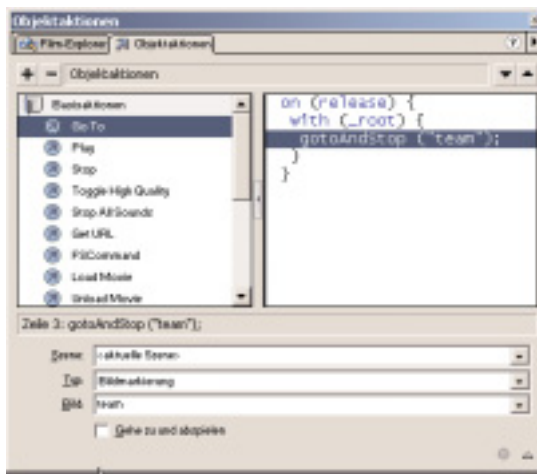 Objektaktionen
Film-Explorer Objektaktionen
+ − Objektaktionen
Basisaktionen
Go To
Play
Stop
Toggle High Quality
Stop All Sounds
Get URL
FSCommand
Load Movie
Unload Movie
on (release) {
with (_root) {
gotoAndStop ("team");
}
}
Zeile 3: gotoAndStop ("team");
Szene: <aktuelle Szene>
Typ: Bildmarkierung
Bild: team
Gehe zu und abspielen